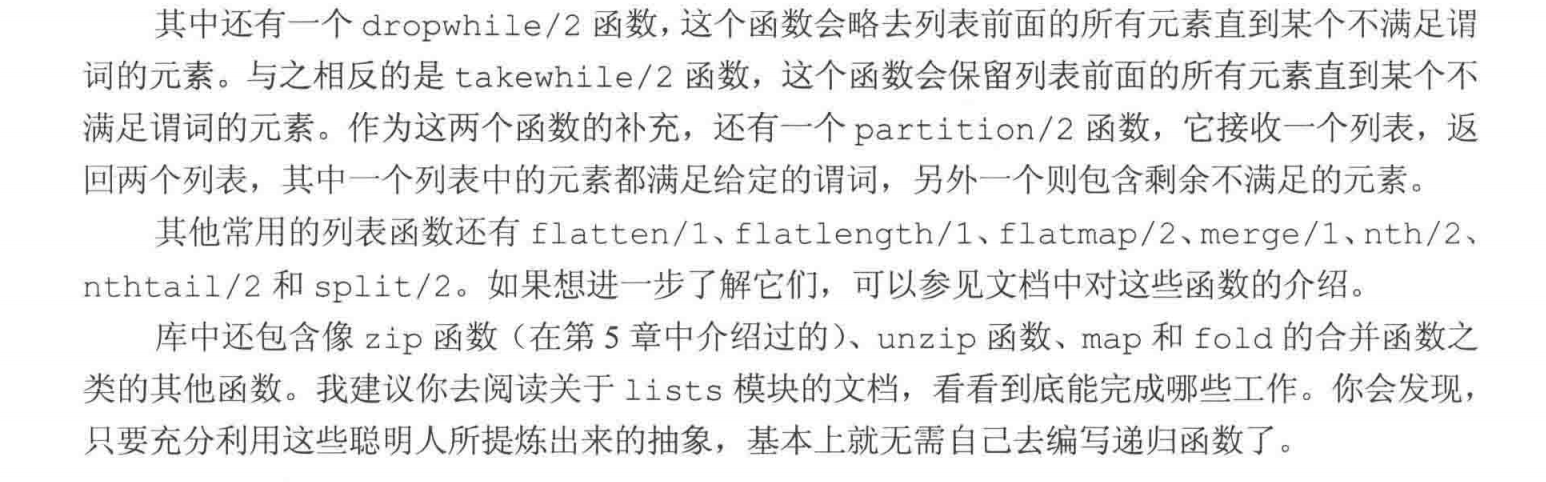 其中还有一个 dropwhile/2 函数，这个函数会略去列表前面的所有元素直到某个不满足谓
词的元素。与之相反的是 takewhile/2 函数，这个函数会保留列表前面的所有元素直到某个不
满足谓词的元素。作为这两个函数的补充，还有一个 partition/2 函数，它接收一个列表，返
回两个列表，其中一个列表中的元素都满足给定的谓词，另外一个则包含剩余不满足的元素。
其他常用的列表函数还有 flatten/1、flatlength/1、flatmap/2、merge/1、nth/2、
nthtail/2 和 split/2。如果想进一步了解它们，可以参见文档中对这些函数的介绍。
库中还包含像 zip 函数（在第 5 章中介绍过的）、unzip 函数、map 和 fold 的合并函数之
类的其他函数。我建议你去阅读关于 lists 模块的文档，看看到底能完成哪些工作。你会发现，
只要充分利用这些聪明人所提炼出来的抽象，基本上就无需自己去编写递归函数了。